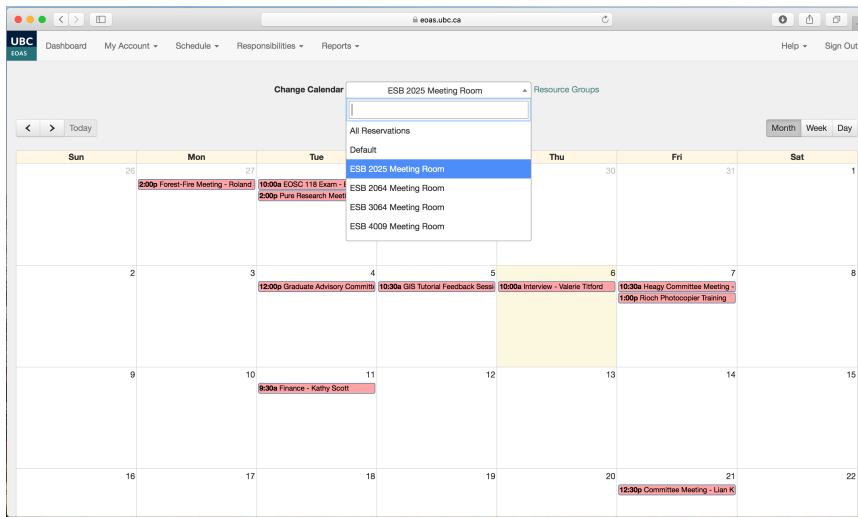 eoas.ubc.ca
UBC
EOAS
Dashboard My Account Schedule Responsibilities Reports Help Sign Out
Change Calendar ESB 2025 Meeting Room Resource Groups
All Reservations
Default
ESB 2025 Meeting Room
ESB 2064 Meeting Room
ESB 3064 Meeting Room
ESB 4009 Meeting Room
Today Month Week Day
Sun Mon Tue Thu Fri Sat
26 27 30 31 1
2:00p Forest-Fire Meeting - Roland 10:00a EOSC 118 Exam -
2:00p Pure Research
2 3 4 5 6 7 8
12:00p Graduate Advisory 10:30a GIS Tutorial Feedback 10:00a Interview - Valerie Titford 10:30a Heagy Committee Meeting -
1:00p Rioch Photocopier Training
9 10 11 12 13 14 15
9:30a Finance - Kathy Scott
16 17 18 19 20 21 22
12:30p Committee Meeting - Lian K